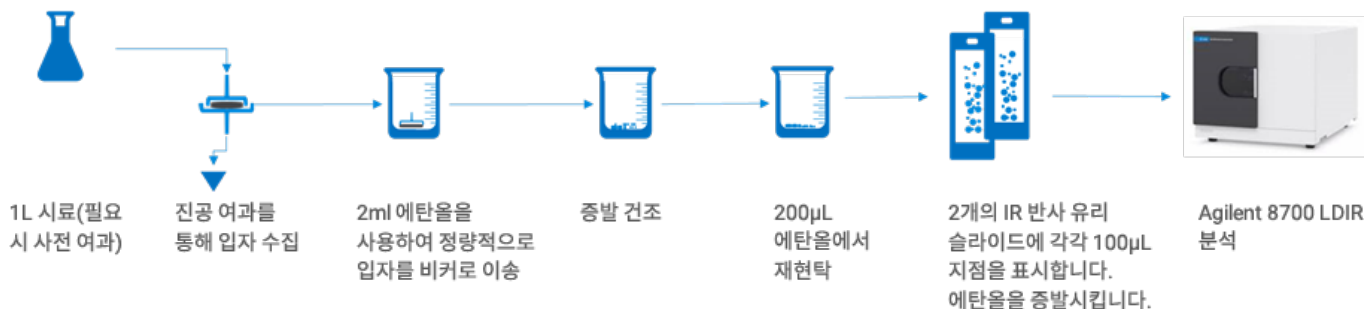 1L 시료(필요
시 사전 여과)
진공 여과를
통해 입자 수집
2ml 에탄올을
사용하여 정량적으로
입자를 비커로 이송
증발 건조
200µL
에탄올에서
재현탁
2개의 IR 반사 유리
슬라이드에 각각 100µL
지점을 표시합니다.
에탄올을 증발시킵니다.
Agilent 8700 LDIR
분석